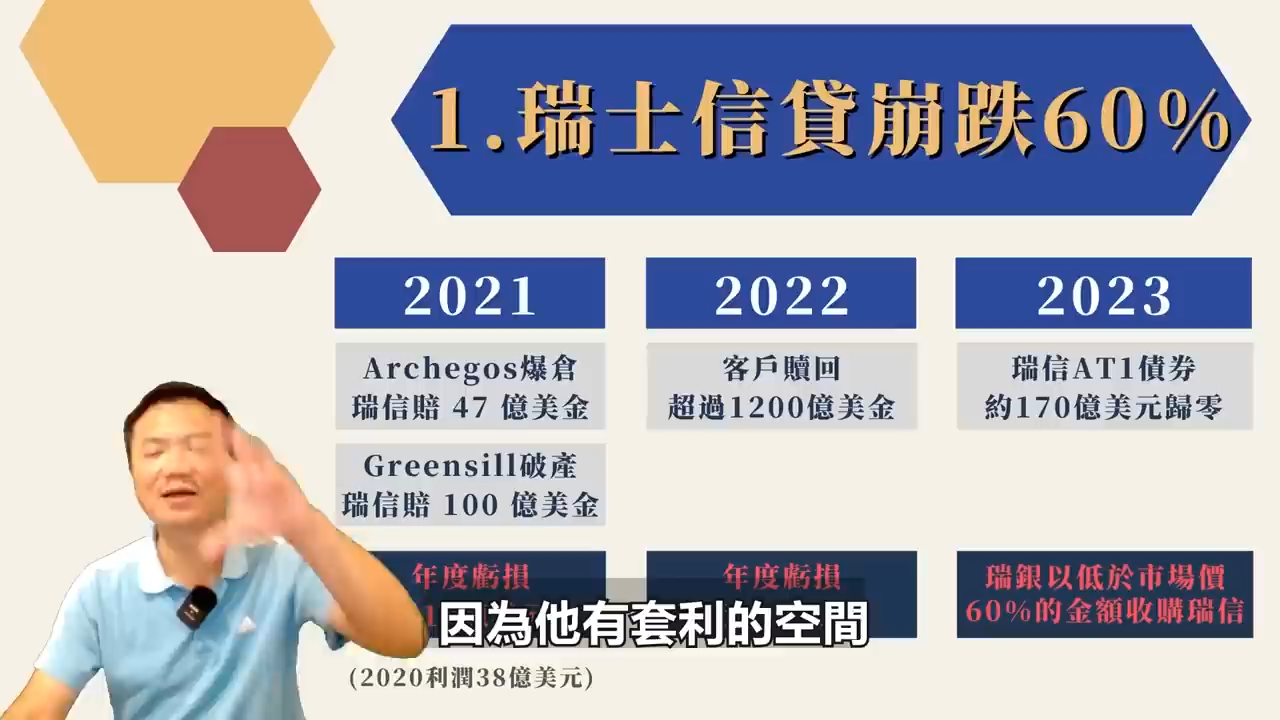 1.瑞士信貸崩跌60%
2021
Archegos爆倉
瑞信賠 47 億美金
Greensill破產
瑞信賠 100 億美金
年度虧損
(2020利潤38億美元)
2022
客戶贖回
超過1200億美金
年度虧損
2023
瑞信AT1債券
約170億美元歸零
瑞銀以低於市場價
60%的金額收購瑞信
因為他有套利的空間